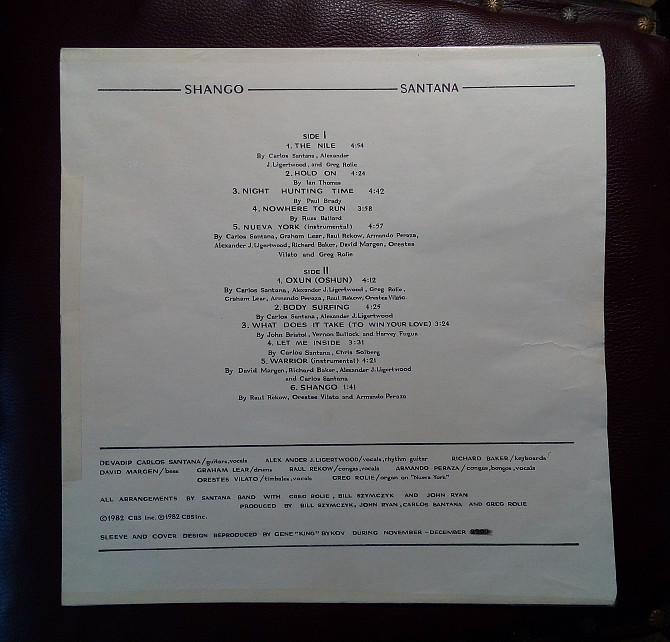 SHANGO SANTANA
SIDE I
1. THE NILE 4:54
By Carlos Santana, Alexander
J. Ligertwood, and Greg Rolie
2. HOLD ON 4:24
By Ian Thomas
3. NIGHT HUNTING TIME 4:42
By Paul Brady
4. NOWHERE TO RUN 3:58
By Russ Ballard
5. NUEVA YORK (instrumental) 4:57
By Carlos Santana, Graham Lear, Raul Rekow, Armando Peraza,
Alexander J. Ligertwood, Richard Baker, David Margen, Orestes
Vilato and Greg Rolie
SIDE II
1. OXUN (OSHUN) 4:12
By Carlos Santana, Alexander J. Ligertwood, Greg Rolie,
Graham Lear, Armando Peraza, Raul Rekow, Orestes Vilato
2. BODY SURFING 4:25
By Carlos Santana, Alexander J. Ligertwood
3. WHAT DOES IT TAKE (TO WIN YOUR LOVE) 3:24
By John Bristol, Vernon Bullock and Harvey Fuqua
4. LET ME INSIDE 3:31
By Carlos Santana, Chris Solberg
5. WARRIOR (instrumental) 4:21
By David Margen, Richard Baker, Alexander J. Ligertwood
and Carlos Santana
6. SHANGO 1:41
By Raul Rekow, Orestes Vilato and Armando Peraza
DEVADIP CARLOS SANTANA/guitars, vocals ALEX ANDER J. LIGERTWOOD/vocals, rhythm guitar RICHARD BAKER/keyboards
DAVID MARGEN/bass GRAHAM LEAR/drums RAUL REKOW/congas, vocals ARMANDO PERAZA/congas, bongos, vocals
ORESTES VILATO/timbales, vocals GREG ROLIE/organ on "Nueva York"
ALL ARRANGEMENTS BY SANTANA BAND WITH GREG ROLIE, BILL SZYMCZYK AND JOHN RYAN
PRODUCED BY BILL SZYMCZYK, JOHN RYAN, CARLOS SANTANA AND GREG ROLIE
©1982 CBS Inc. ℗1982 CBS Inc.
SLEEVE AND COVER DESIGN REPRODUCED BY GENE "KING" BYKOV DURING NOVEMBER - DECEMBER